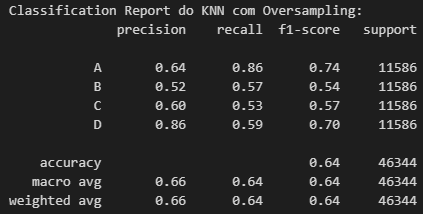 Classification Report do KNN com Oversampling:
precision recall f1-score support
A 0.64 0.86 0.74 11586
B 0.52 0.57 0.54 11586
C 0.60 0.53 0.57 11586
D 0.86 0.59 0.70 11586
accuracy 0.64 46344
macro avg 0.66 0.64 0.64 46344
weighted avg 0.66 0.64 0.64 46344